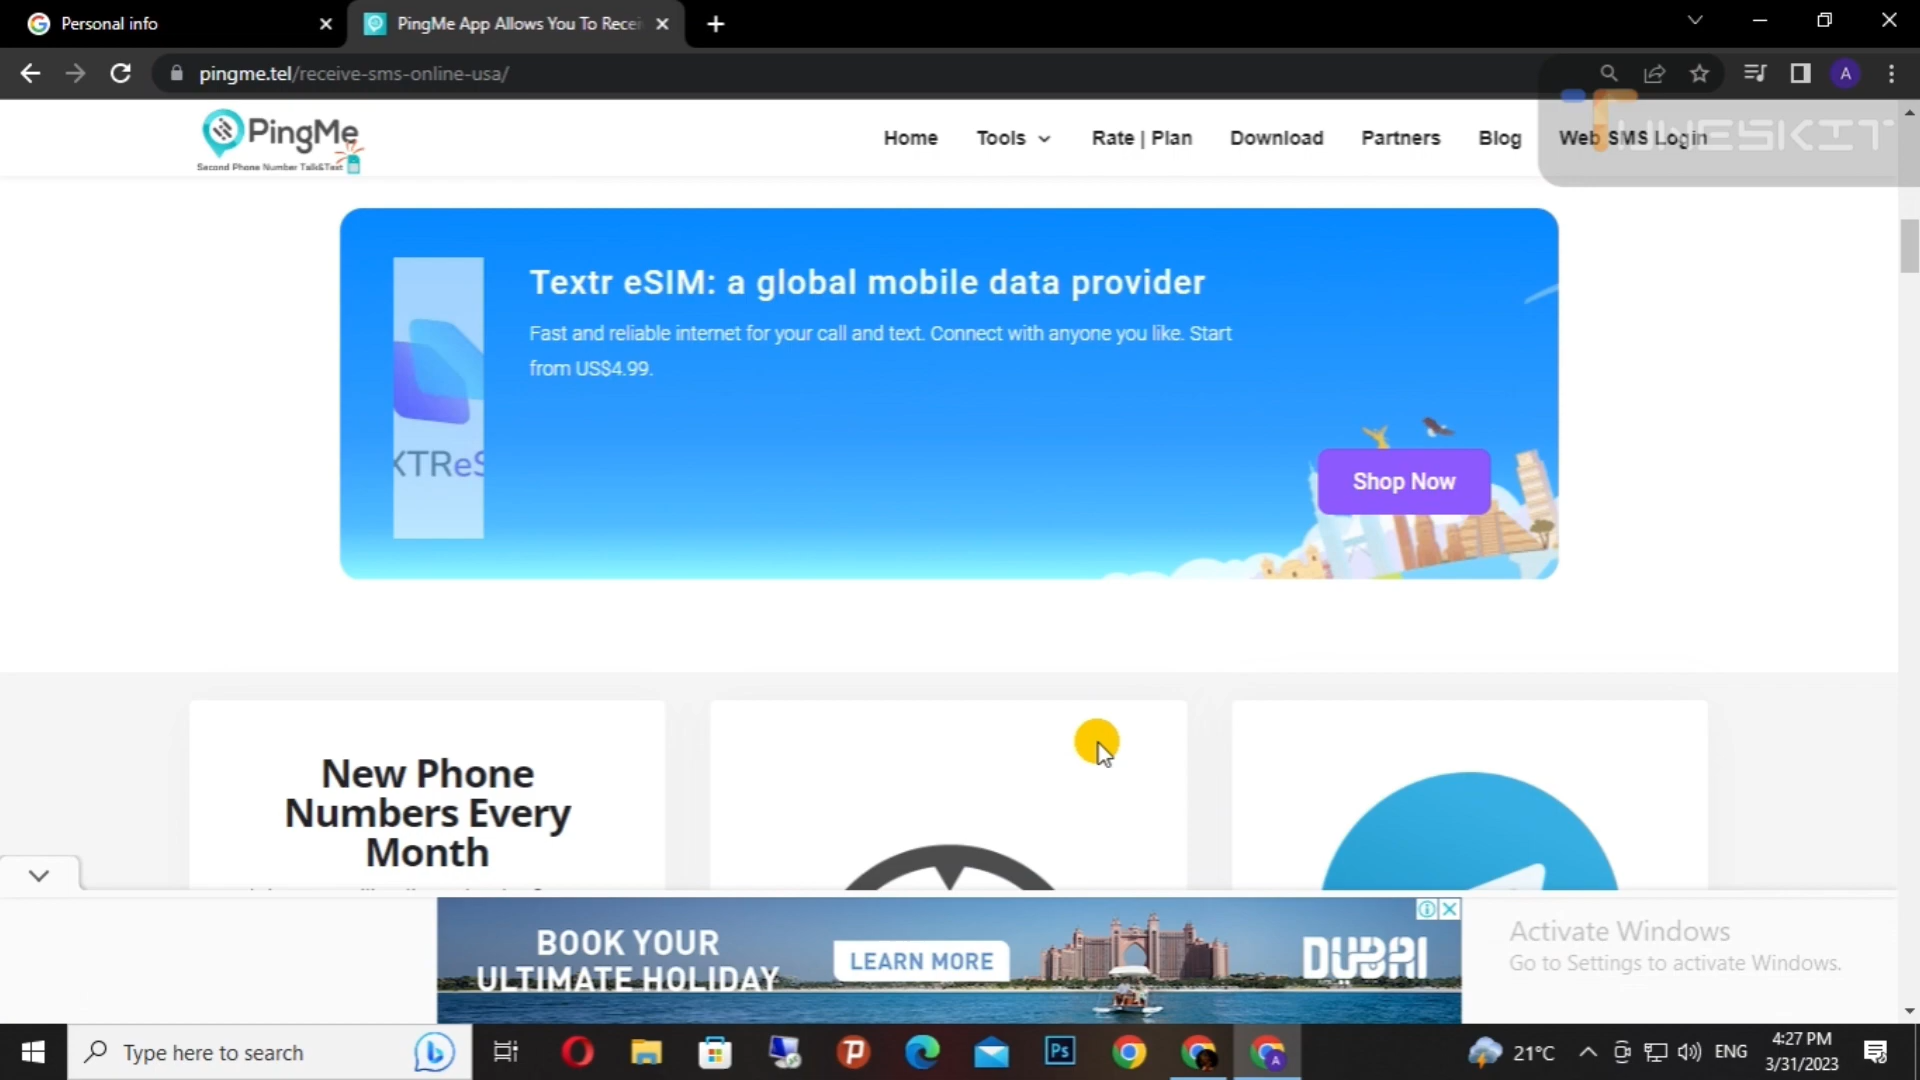 Personal info
PingMe App Allows You To Recei
pingme.tel/receive-sms-online-usa/
A
PingMe
Second Phone Number Talk&Text
Home
Tools
Rate | Plan
Download
Partners
Blog
Web SMS Login
TUNESKIT
Textr eSIM: a global mobile data provider
Fast and reliable internet for your call and text. Connect with anyone you like. Start
from US$4.99.
XTReS
Shop Now
New Phone
Numbers Every
Month
BOOK YOUR
ULTIMATE HOLIDAY
LEARN MORE
DUBAI
Activate Windows
Go to Settings to activate Windows.
Type here to search
Ps
A
21°C
ENG
4:27 PM
3/31/2023